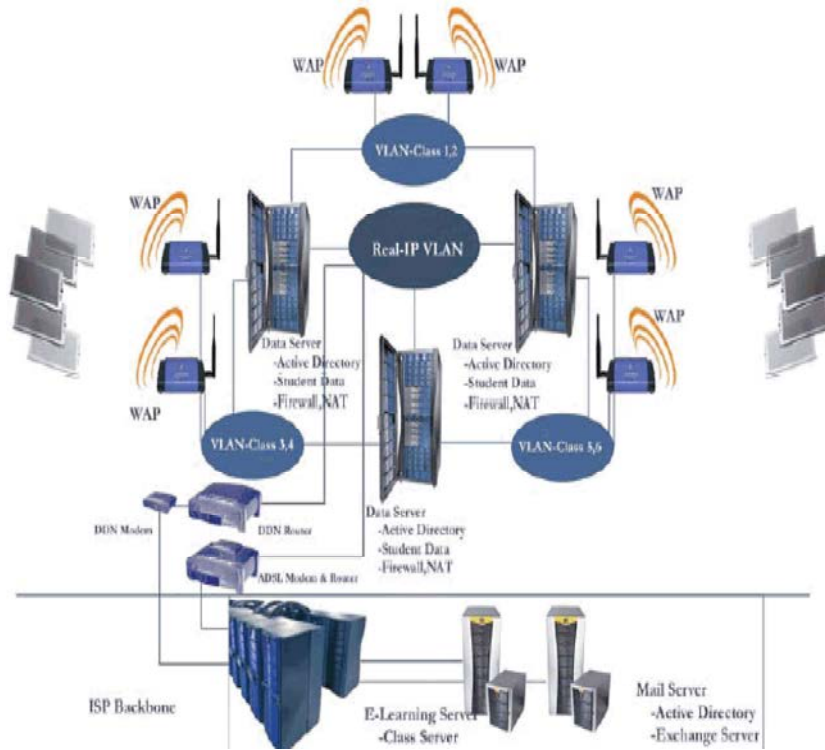 WAP
WAP
VLAN-Class 1,2
WAP
WAP
Real-IP VLAN
Data Server
-Active Directory
-Student Data
-Firewall,NAT
Data Server
-Active Directory
-Student Data
-Firewall,NAT
WAP
WAP
VLAN-Class 3,4
VLAN-Class 5,6
DDN Modem
DDN Router
Data Server
-Active Directory
-Student Data
-Firewall,NAT
ADSL Modem & Router
ISP Backbone
E-Learning Server
-Class Server
Mail Server
-Active Directory
-Exchange Server